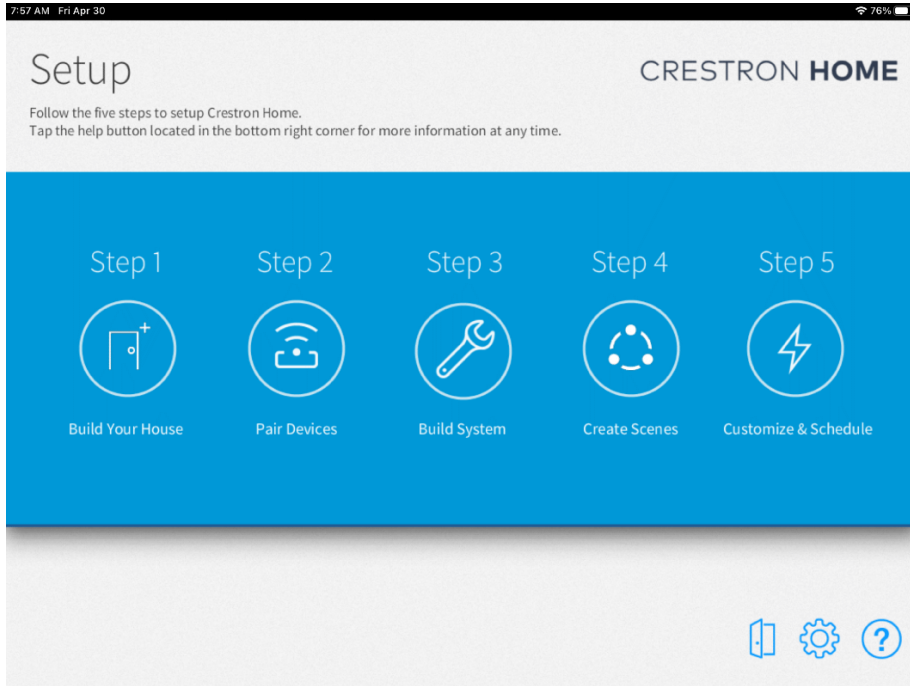 7:57 AM Fri Apr 30
76%
Setup
CRESTRON HOME
Follow the five steps to setup Crestron Home.
Tap the help button located in the bottom right corner for more information at any time.
Step 1
Step 2
Step 3
Step 4
Step 5
Build Your House
Pair Devices
Build System
Create Scenes
Customize & Schedule
?